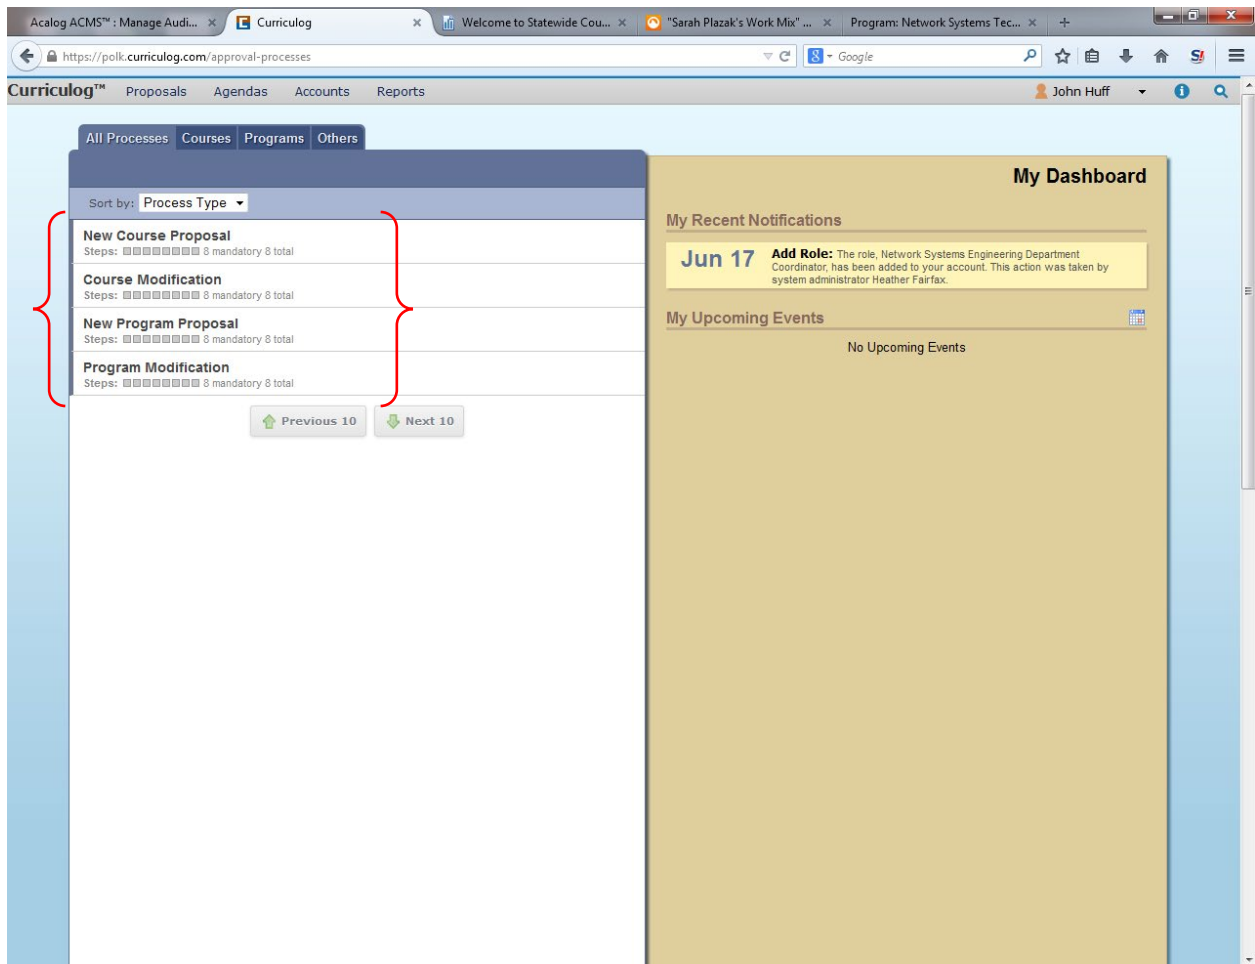 Acalog ACMS™ : Manage Audi...
Curriculog
Welcome to Statewide Cou...
"Sarah Plazak's Work Mix" ...
Program: Network Systems Tec...
https://polk.curriculog.com/approval-processes
Google
Curriculog™ Proposals Agendas Accounts Reports
John Huff
All Processes Courses Programs Others
Sort by: Process Type
New Course Proposal
Steps: 8 mandatory 8 total
Course Modification
Steps: 8 mandatory 8 total
New Program Proposal
Steps: 8 mandatory 8 total
Program Modification
Steps: 8 mandatory 8 total
Previous 10
Next 10
My Dashboard
My Recent Notifications
Jun 17
Add Role: The role, Network Systems Engineering Department
Coordinator, has been added to your account. This action was taken by
system administrator Heather Fairfax.
My Upcoming Events
No Upcoming Events